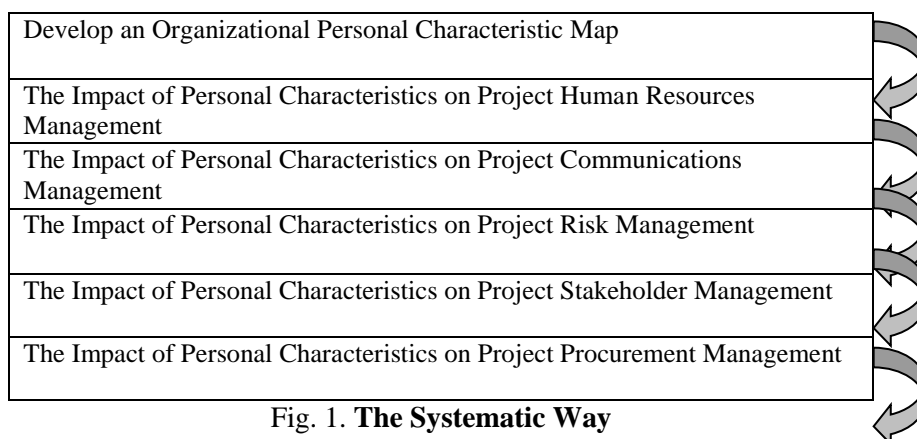 Develop an Organizational Personal Characteristic Map
The Impact of Personal Characteristics on Project Human Resources
Management
The Impact of Personal Characteristics on Project Communications
Management
The Impact of Personal Characteristics on Project Risk Management
The Impact of Personal Characteristics on Project Stakeholder Management
The Impact of Personal Characteristics on Project Procurement Management
Fig. 1. The Systematic Way